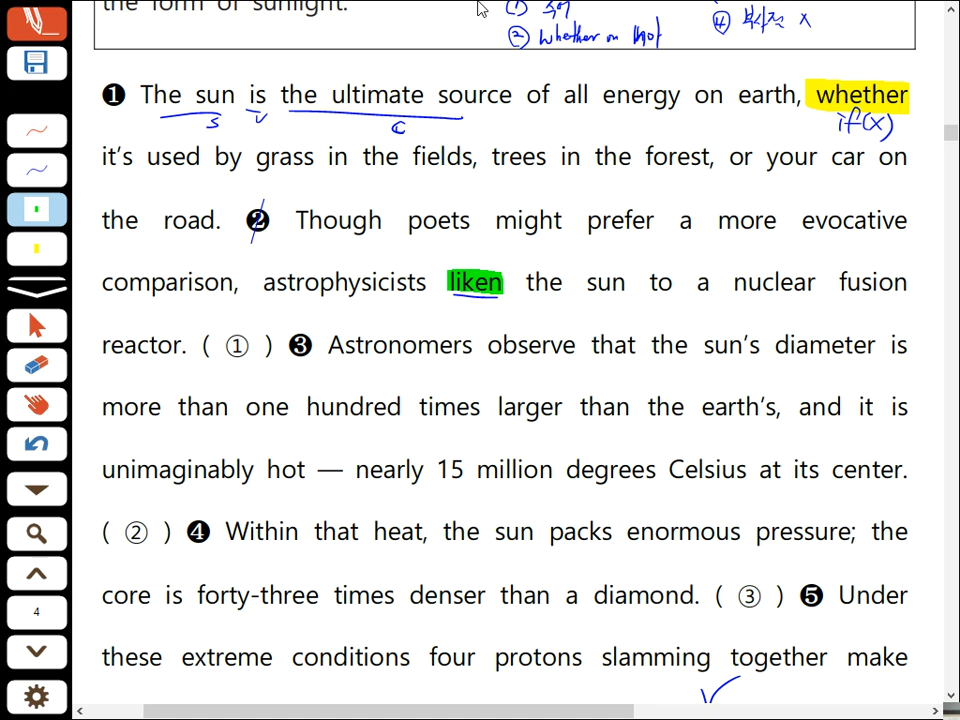 the form of sunlight.
② whether or not
④ x
❶ The sun is the ultimate source of all energy on earth, whether
s v c if(x)
it's used by grass in the fields, trees in the forest, or your car on
the road. ❷ Though poets might prefer a more evocative
comparison, astrophysicists liken the sun to a nuclear fusion
reactor. ( ① ) ❸ Astronomers observe that the sun's diameter is
more than one hundred times larger than the earth's, and it is
unimaginably hot — nearly 15 million degrees Celsius at its center.
( ② ) ❹ Within that heat, the sun packs enormous pressure; the
core is forty-three times denser than a diamond. ( ③ ) ❺ Under
these extreme conditions four protons slamming together make
4